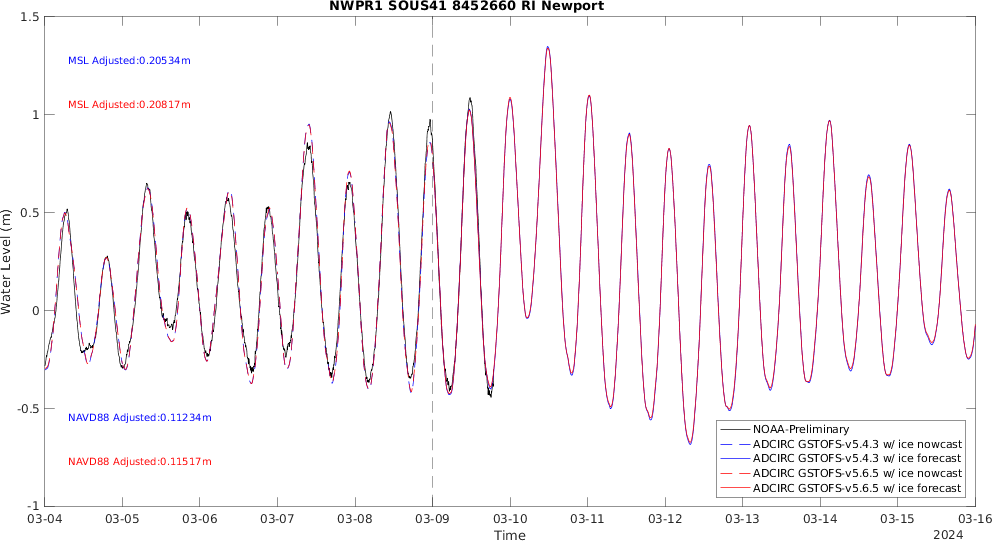 NWPR1 SOUS41 8452660 RI Newport
1.5
MSL Adjusted:0.20534m
MSL Adjusted:0.20817m
1
0.5
Water Level (m)
0
-0.5
NAVD88 Adjusted:0.11234m
NAVD88 Adjusted:0.11517m
NOAA-Preliminary
ADCIRC GSTOFS-v5.4.3 w/ ice nowcast
ADCIRC GSTOFS-v5.4.3 w/ ice forecast
ADCIRC GSTOFS-v5.6.5 w/ ice nowcast
ADCIRC GSTOFS-v5.6.5 w/ ice forecast
-1
03-04 03-05 03-06 03-07 03-08 03-09 03-10 03-11 03-12 03-13 03-14 03-15 03-16
Time
2024